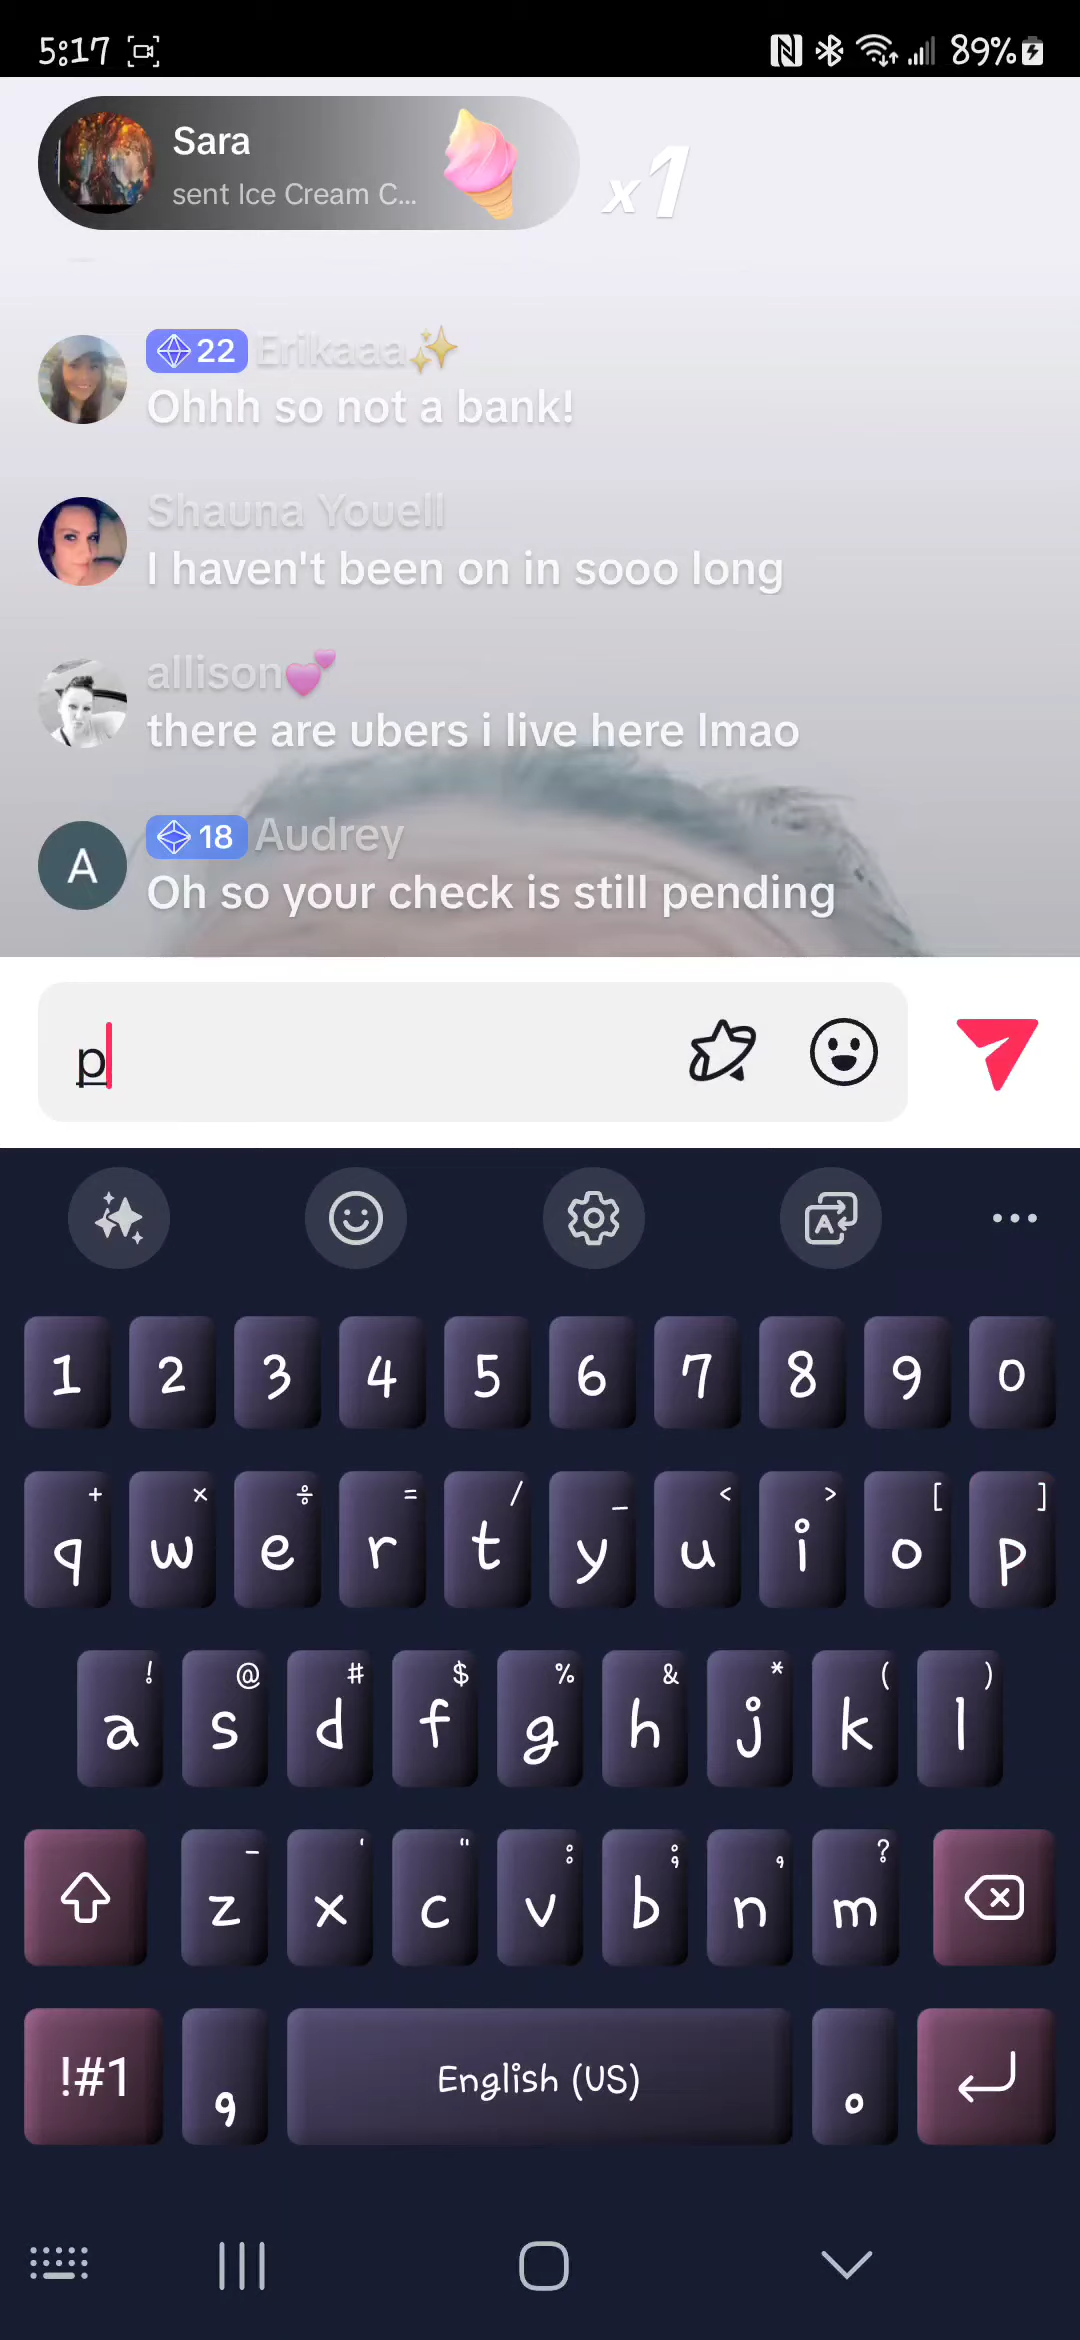 5:17 89%
Sara
sent Ice Cream C...
x1
22 Erikaaa✨
Ohhh so not a bank!
Shauna Youell
I haven't been on in sooo long
allison💕
there are ubers i live here lmao
A
18 Audrey
Oh so your check is still pending
p
1 2 3 4 5 6 7 8 9 0
+ × ÷ = / _ < > [ ]
q w e r t y u i o p
! @ # $ % & * ( )
a s d f g h j k l
- ' " : ; , ?
z x c v b n m
!#1 , English (US) .